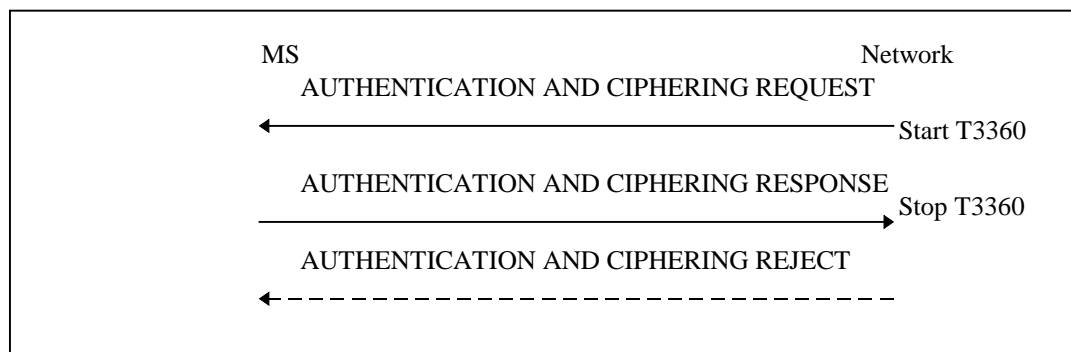 MS Network
AUTHENTICATION AND CIPHERING REQUEST
Start T3360
AUTHENTICATION AND CIPHERING RESPONSE
Stop T3360
AUTHENTICATION AND CIPHERING REJECT